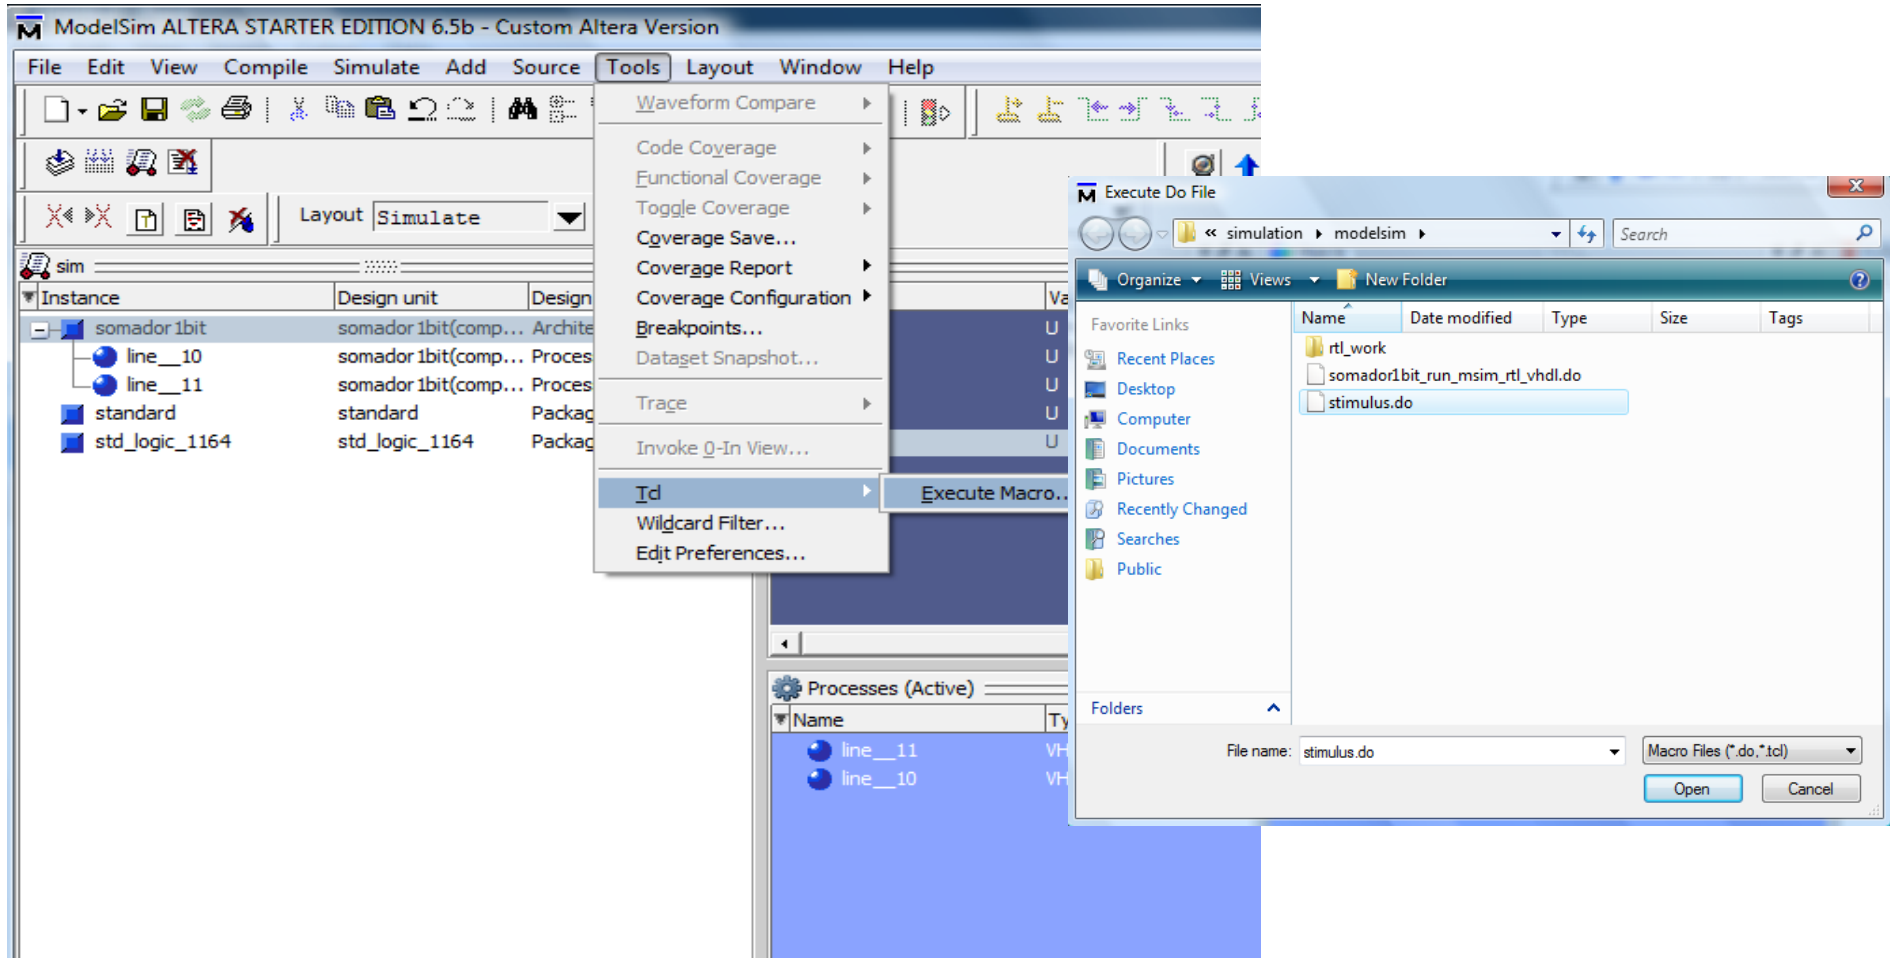 ModelSim ALTERA STARTER EDITION 6.5b - Custom Altera Version
File Edit View Compile Simulate Add Source Tools Layout Window Help
Layout Simulate
sim
Instance Design unit Design
somador1bit somador1bit(comp... Archite
line__10 somador1bit(comp... Proces
line__11 somador1bit(comp... Proces
standard standard Packag
std_logic_1164 std_logic_1164 Packag
Waveform Compare
Code Coverage
Functional Coverage
Toggle Coverage
Coverage Save...
Coverage Report
Coverage Configuration
Breakpoints...
Dataset Snapshot...
Trace
Invoke 0-In View...
Tcl
Wildcard Filter...
Edit Preferences...
Execute Macro..
Va
U
U
U
U
U
Processes (Active)
Name Ty
line__11 VH
line__10 VH
Execute Do File
« simulation modelsim Search
Organize Views New Folder
Favorite Links
Recent Places
Desktop
Computer
Documents
Pictures
Recently Changed
Searches
Public
Folders
Name Date modified Type Size Tags
rtl_work
somador1bit_run_msim_rtl_vhdl.do
stimulus.do
File name: stimulus.do Macro Files (*.do,*.tcl)
Open Cancel